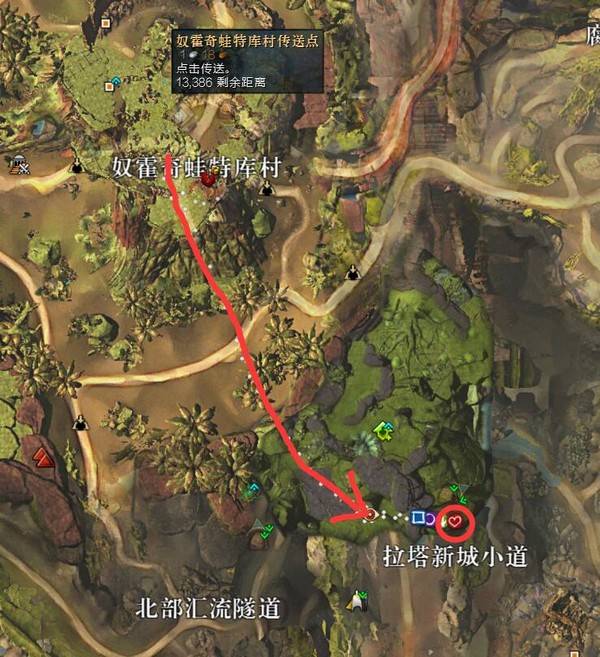 奴霍奇蛙特库村传送点
点击传送。
13,386 剩余距离
奴霍奇蛙特库村
拉塔新城小道
北部汇流隧道